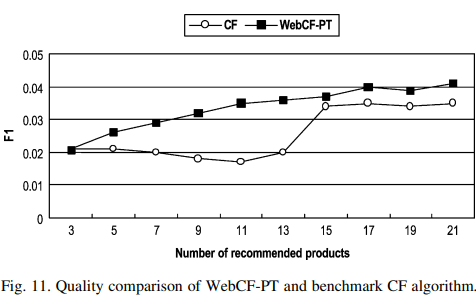 CF WebCF-PT
0.05
0.04
0.03
0.02
0.01
0
F1
3 5 7 9 11 13 15 17 19 21
Number of recommended products
Fig. 11. Quality comparison of WebCF-PT and benchmark CF algorithm.